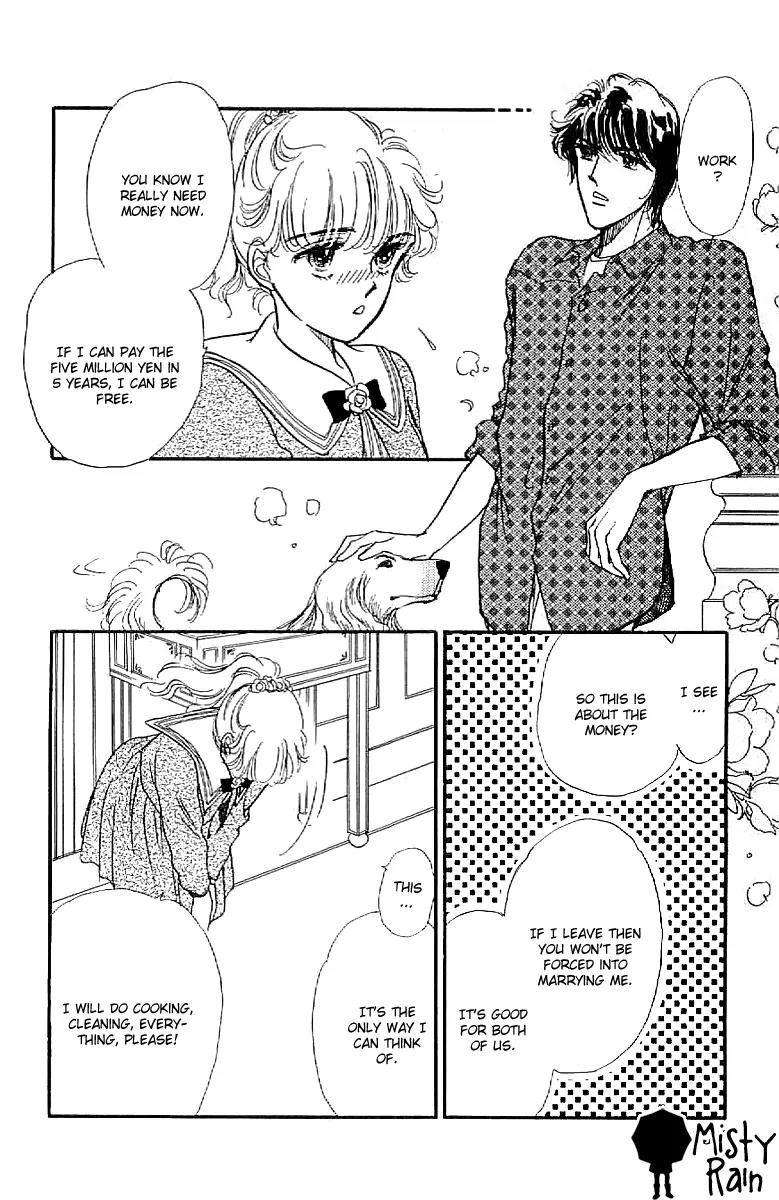 WORK
?
YOU KNOW I
REALLY NEED
MONEY NOW.
IF I CAN PAY THE
FIVE MILLION YEN IN
5 YEARS, I CAN BE
FREE.
I SEE
...
SO THIS IS
ABOUT THE
MONEY?
IF I LEAVE THEN
YOU WON'T BE
FORCED INTO
MARRYING ME.
IT'S GOOD
FOR BOTH
OF US.
THIS
...
IT'S THE
ONLY WAY I
CAN THINK
OF.
I WILL DO COOKING,
CLEANING, EVERY-
THING, PLEASE!
Misty
Rain